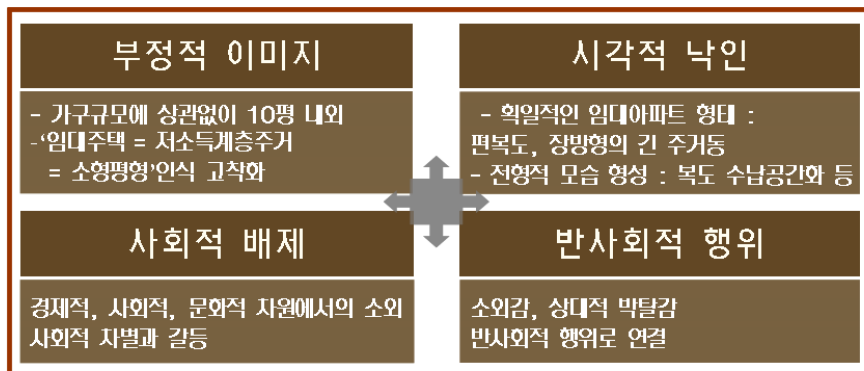 부정적 이미지
- 가구규모에 상관없이 10평 내외
-‘임대주택 = 저소득계층주거
= 소형평형’인식 고착화
시각적 낙인
- 획일적인 임대아파트 형태 :
편복도, 장방형의 긴 주거동
- 전형적 모습 형성 : 복도 수납공간화 등
사회적 배제
경제적, 사회적, 문화적 차원에서의 소외
사회적 차별과 갈등
반사회적 행위
소외감, 상대적 박탈감
반사회적 행위로 연결